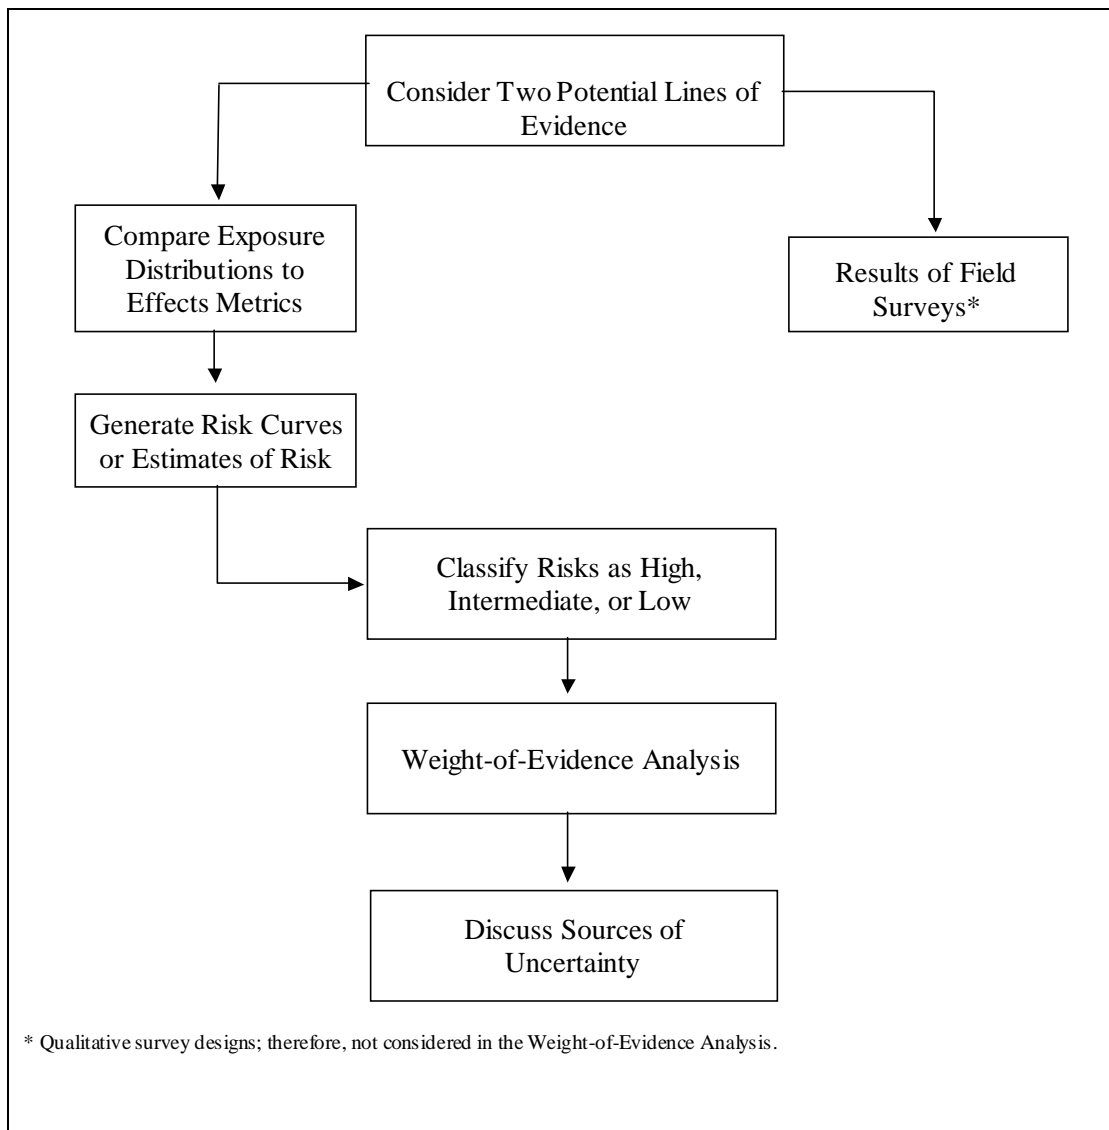 Consider Two Potential Lines of
Evidence
Compare Exposure
Distributions to
Effects Metrics
Results of Field
Surveys*
Generate Risk Curves
or Estimates of Risk
Classify Risks as High,
Intermediate, or Low
Weight-of-Evidence Analysis
Discuss Sources of
Uncertainty
* Qualitative survey designs; therefore, not considered in the Weight-of-Evidence Analysis.